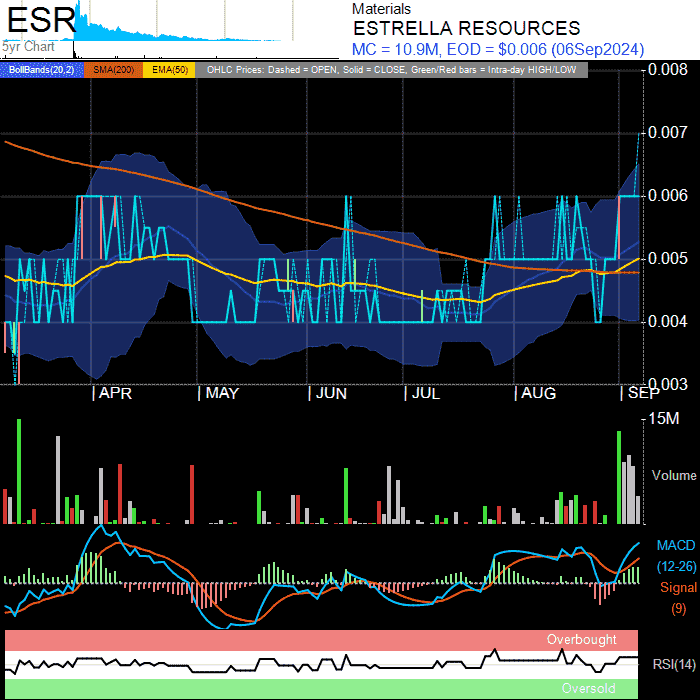 ESR
5yr Chart
Materials
ESTRELLA RESOURCES
MC = 10.9M, EOD = $0.006 (06Sep2024)
BollBands(20,2) SMA(200) EMA(50) OHLC Prices: Dashed = OPEN, Solid = CLOSE, Green/Red bars = Intra-day HIGH/LOW
0.008
0.007
0.006
0.005
0.004
0.003
APR MAY JUN JUL AUG SEP
15M
Volume
MACD
(12-26)
Signal
(9)
Overbought
RSI(14)
Oversold